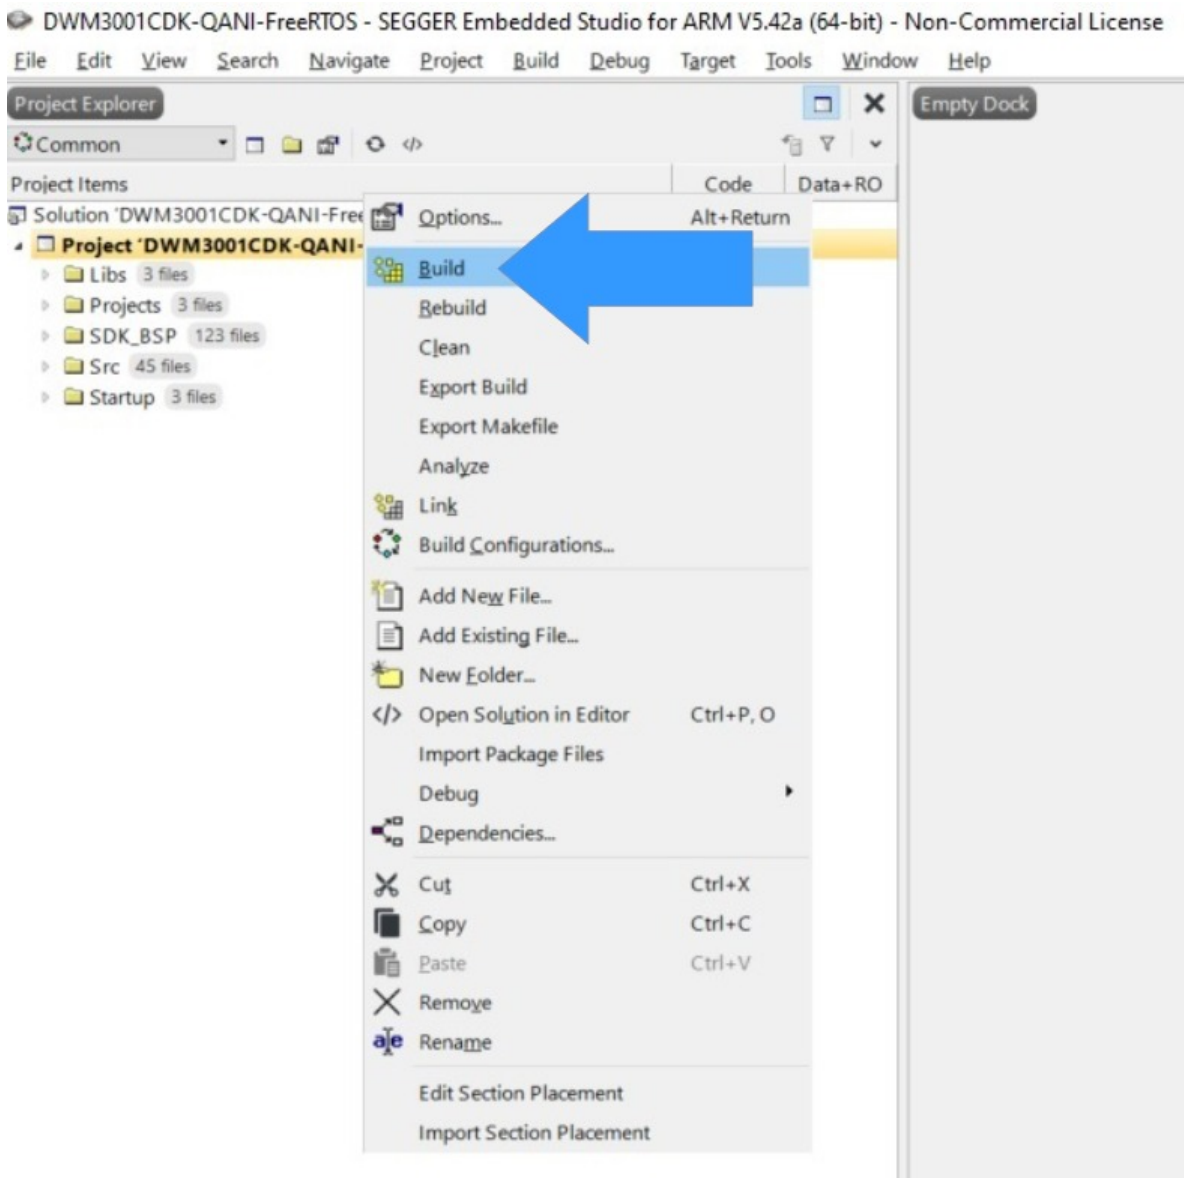 DWM3001CDK-QANI-FreeRTOS - SEGGER Embedded Studio for ARM V5.42a (64-bit) - Non-Commercial License
File Edit View Search Navigate Project Build Debug Target Tools Window Help
Project Explorer
Empty Dock
Common
Project Items Code Data+RO
Solution 'DWM3001CDK-QANI-Free
Project 'DWM3001CDK-QANI-
Libs 3 files
Projects 3 files
SDK_BSP 123 files
Src 45 files
Startup 3 files
Options... Alt+Return
Build
Rebuild
Clean
Export Build
Export Makefile
Analyze
Link
Build Configurations...
Add New File...
Add Existing File...
New Folder...
Open Solution in Editor Ctrl+P, O
Import Package Files
Debug
Dependencies...
Cut Ctrl+X
Copy Ctrl+C
Paste Ctrl+V
Remove
Rename
Edit Section Placement
Import Section Placement